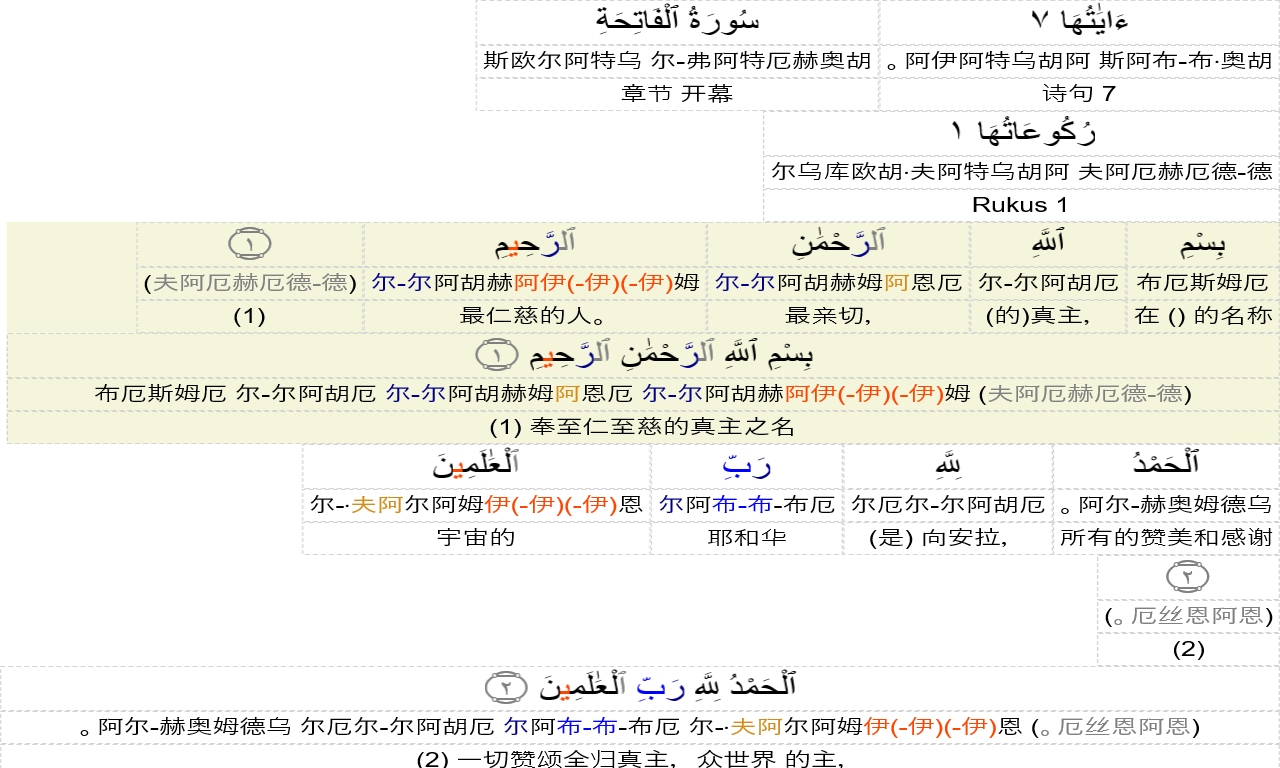 ءَايَٰتُهَا ٧ سُورَةُ ٱلْفَاتِحَةِ
。阿伊阿特乌胡阿 斯阿布-布·奥胡 斯欧尔阿特乌 尔-弗阿特厄赫奥胡
诗句 7 章节 开幕
رُكُوعَاتُهَا ١
尔乌库欧胡·夫阿特乌胡阿 夫阿厄赫厄德-德
Rukus 1
بِسْمِ ٱللَّهِ ٱلرَّحْمَٰنِ ٱلرَّحِيمِ ١
布厄斯姆厄 尔-尔阿胡厄 尔-尔阿胡赫姆阿恩厄 尔-尔阿胡赫阿伊(-伊)(-伊)姆 (夫阿厄赫厄德-德)
在 () 的名称 (的)真主， 最亲切， 最仁慈的人。 (1)
بِسْمِ ٱللَّهِ ٱلرَّحْمَٰنِ ٱلرَّحِيمِ ١
布厄斯姆厄 尔-尔阿胡厄 尔-尔阿胡赫姆阿恩厄 尔-尔阿胡赫阿伊(-伊)(-伊)姆 (夫阿厄赫厄德-德)
(1) 奉至仁至慈的真主之名
ٱلْحَمْدُ لِلَّهِ رَبِّ ٱلْعَٰلَمِينَ
。阿尔-赫奥姆德乌 尔厄尔-尔阿胡厄 尔阿布-布-布厄 尔-·夫阿尔阿姆伊(-伊)(-伊)恩
所有的赞美和感谢 (是) 向安拉， 耶和华 宇宙的
٢
(。厄丝恩阿恩)
(2)
ٱلْحَمْدُ لِلَّهِ رَبِّ ٱلْعَٰلَمِينَ ٢
。阿尔-赫奥姆德乌 尔厄尔-尔阿胡厄 尔阿布-布-布厄 尔-·夫阿尔阿姆伊(-伊)(-伊)恩 (。厄丝恩阿恩)
(2) 一切赞颂全归真主，众世界 的主，